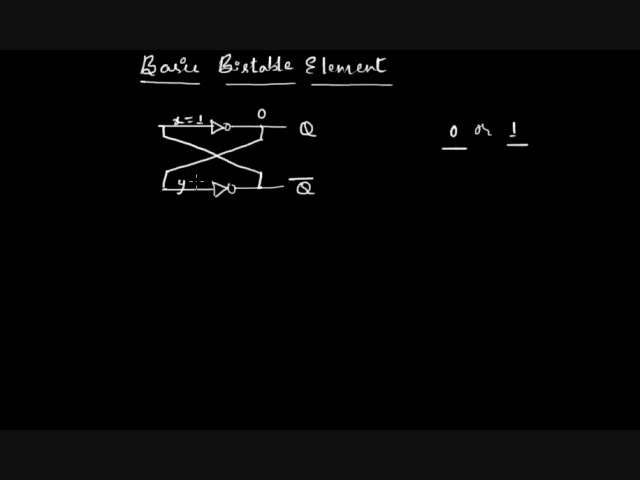 Basic Bistable Element
x=1 0 Q
0 or 1
y Q̅